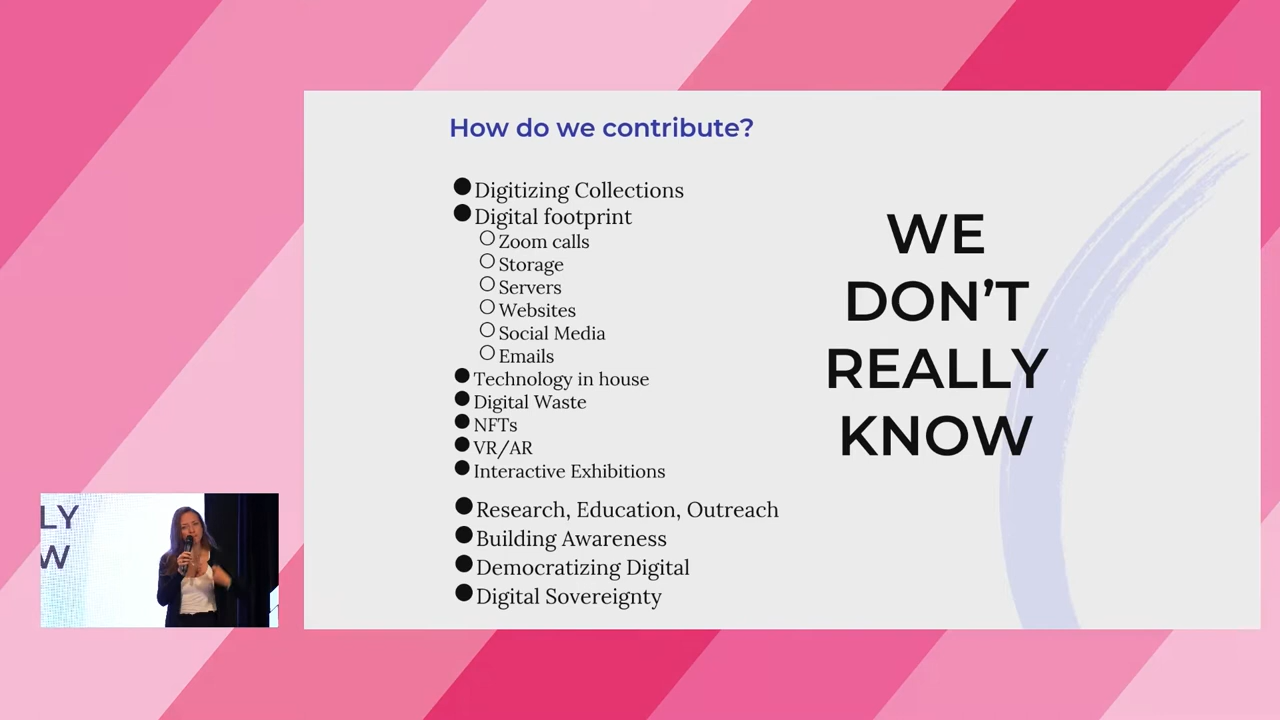 How do we contribute?
● Digitizing Collections
● Digital footprint
○ Zoom calls
○ Storage
○ Servers
○ Websites
○ Social Media
○ Emails
● Technology in house
● Digital Waste
● NFTs
● VR/AR
● Interactive Exhibitions
● Research, Education, Outreach
● Building Awareness
● Democratizing Digital
● Digital Sovereignty
WE
DON’T
REALLY
KNOW
LY
W